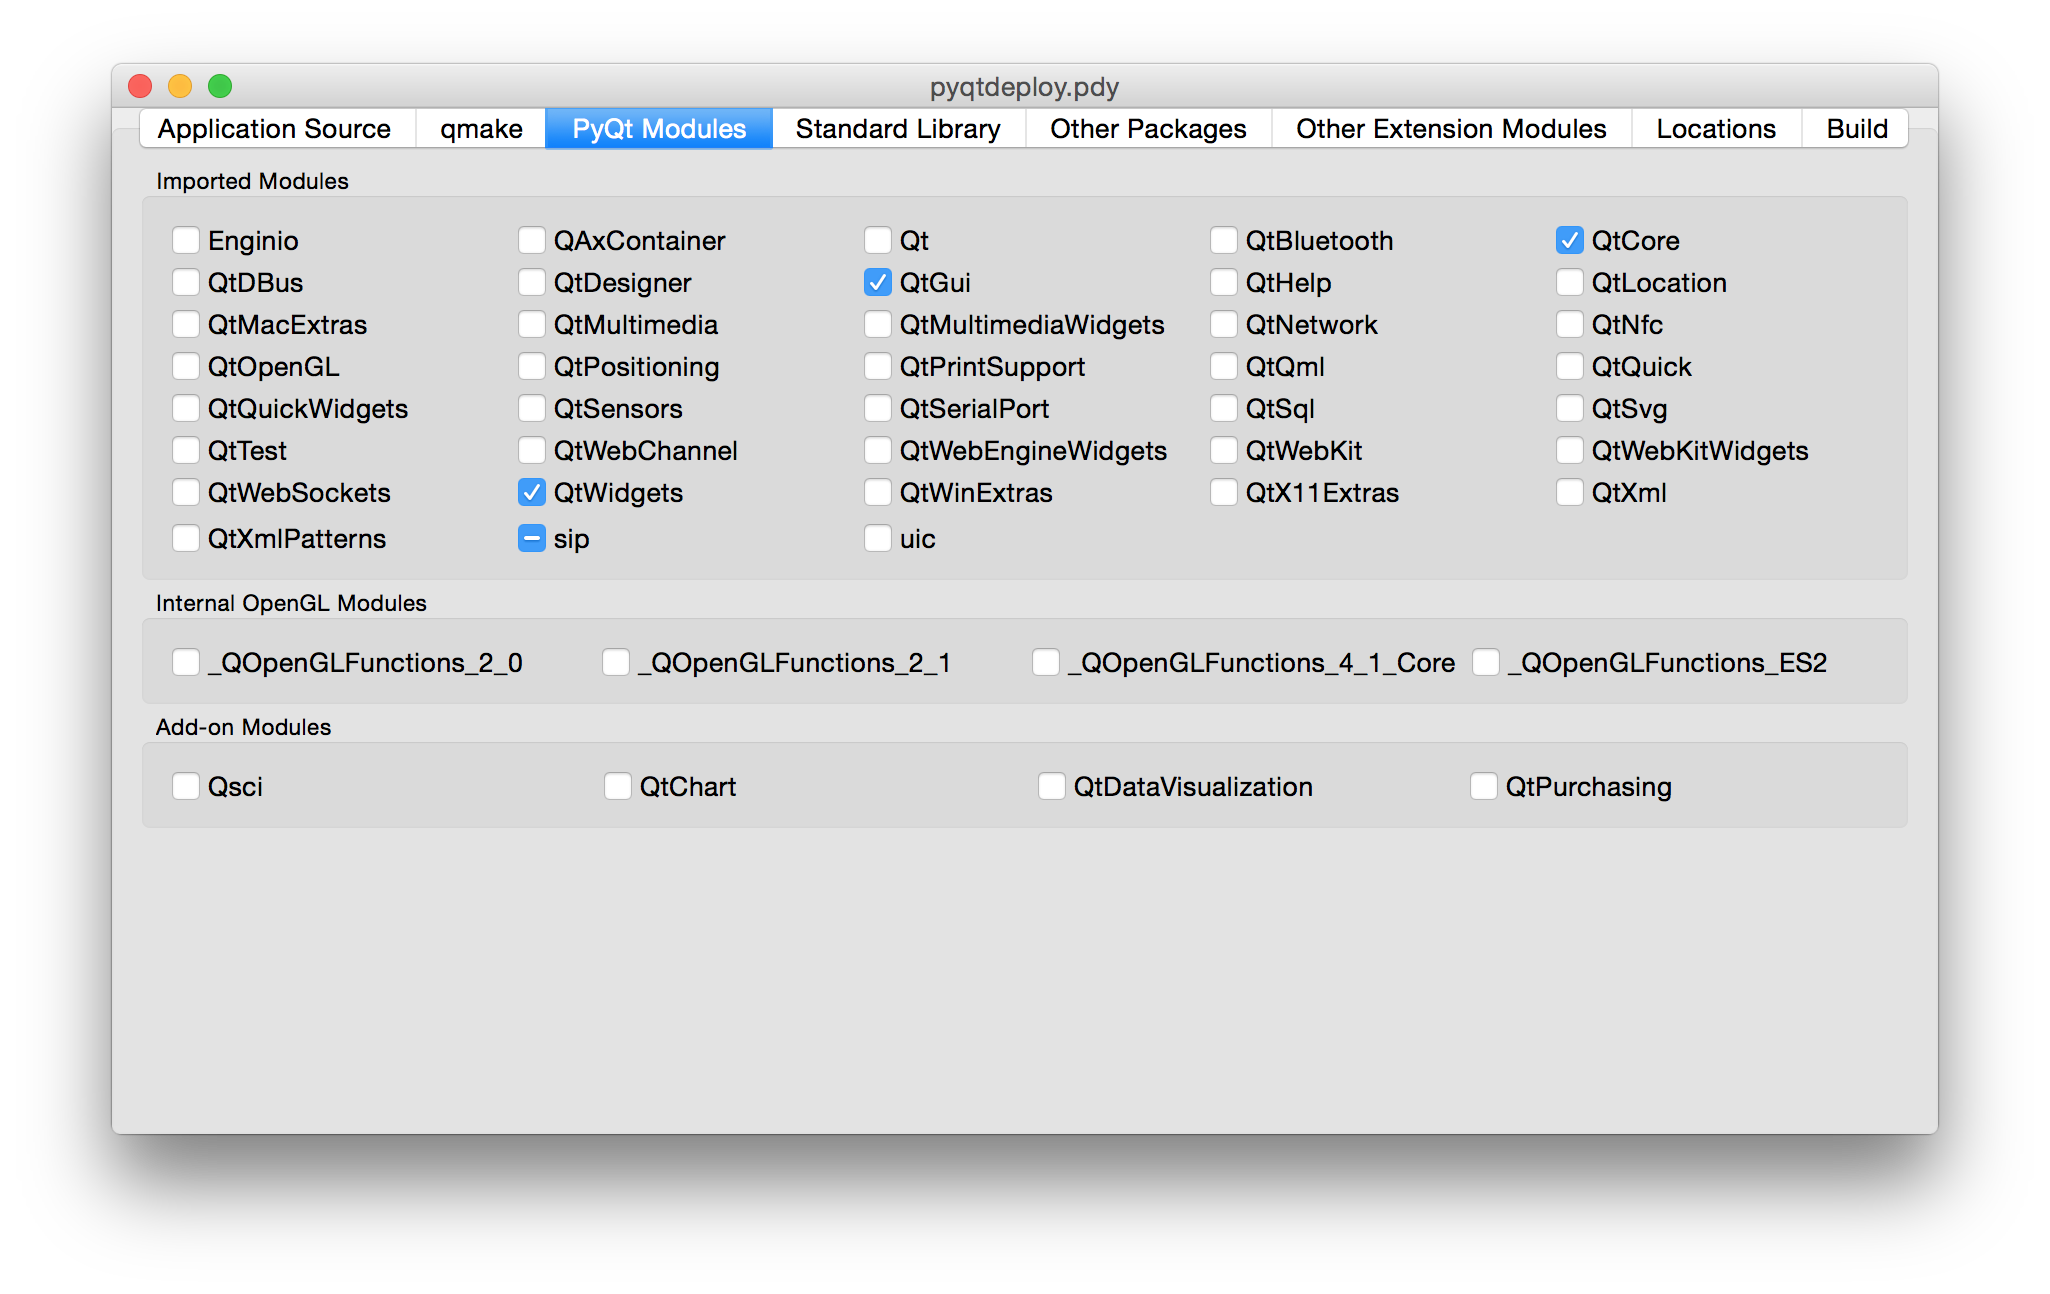 pyqtdeploy.pdy
Application Source qmake PyQt Modules Standard Library Other Packages Other Extension Modules Locations Build
Imported Modules
Enginio QAxContainer Qt QtBluetooth QtCore
QtDBus QtDesigner QtGui QtHelp QtLocation
QtMacExtras QtMultimedia QtMultimediaWidgets QtNetwork QtNfc
QtOpenGL QtPositioning QtPrintSupport QtQml QtQuick
QtQuickWidgets QtSensors QtSerialPort QtSql QtSvg
QtTest QtWebChannel QtWebEngineWidgets QtWebKit QtWebKitWidgets
QtWebSockets QtWidgets QtWinExtras QtX11Extras QtXml
QtXmlPatterns sip uic
Internal OpenGL Modules
_QOpenGLFunctions_2_0 _QOpenGLFunctions_2_1 _QOpenGLFunctions_4_1_Core _QOpenGLFunctions_ES2
Add-on Modules
Qsci QtChart QtDataVisualization QtPurchasing